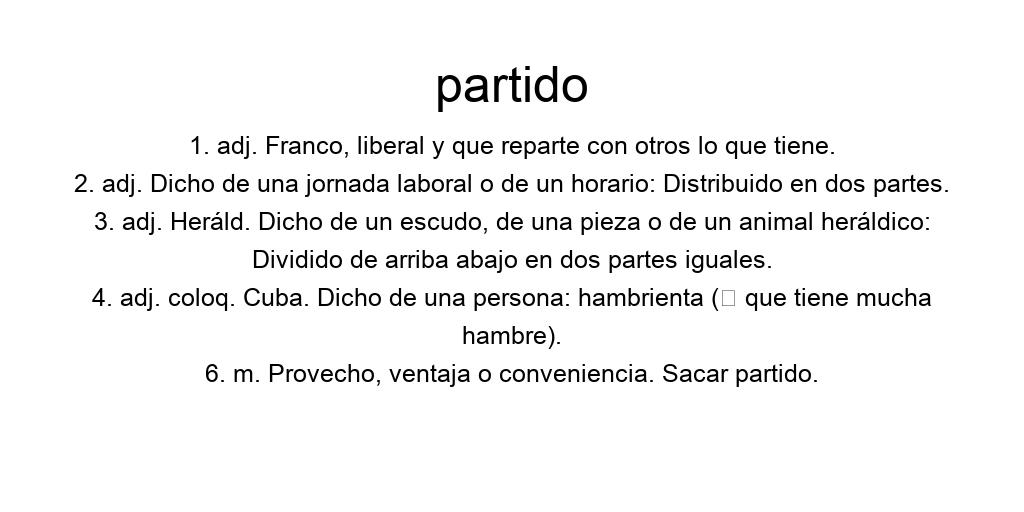 partido
1. adj. Franco, liberal y que reparte con otros lo que tiene.
2. adj. Dicho de una jornada laboral o de un horario: Distribuido en dos partes.
3. adj. Heráld. Dicho de un escudo, de una pieza o de un animal heráldico:
Dividido de arriba abajo en dos partes iguales.
4. adj. coloq. Cuba. Dicho de una persona: hambrienta (▯ que tiene mucha
hambre).
6. m. Provecho, ventaja o conveniencia. Sacar partido.